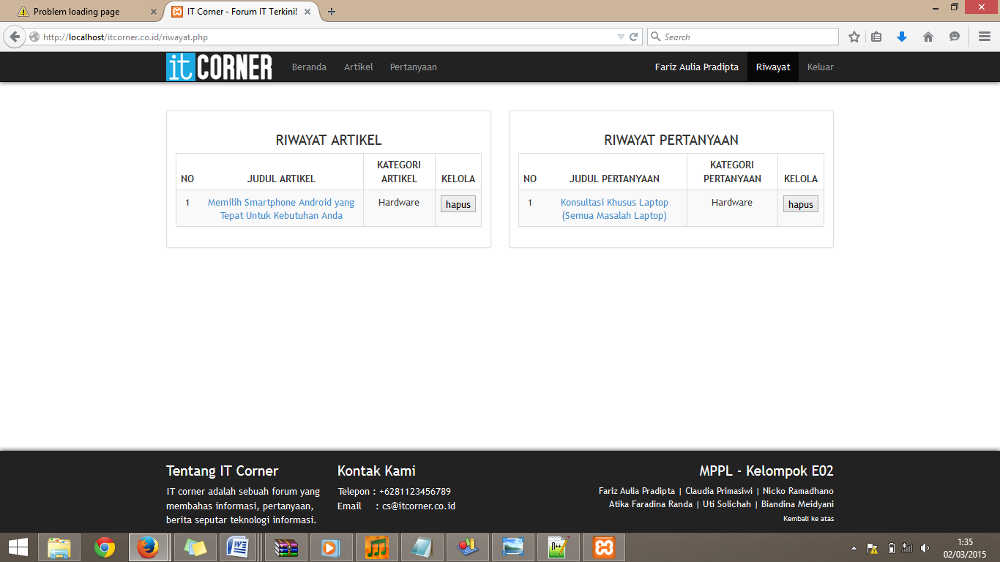 Problem loading page
IT Corner - Forum IT Terkini!
http://localhost/itcorner.co.id/riwayat.php
Search
it CORNER
Beranda
Artikel
Pertanyaan
Fariz Aulia Pradipta
Riwayat
Keluar
RIWAYAT ARTIKEL
NO
JUDUL ARTIKEL
KATEGORI
ARTIKEL
KELOLA
1
Memilih Smartphone Android yang
Tepat Untuk Kebutuhan Anda
Hardware
hapus
RIWAYAT PERTANYAAN
NO
JUDUL PERTANYAAN
KATEGORI
PERTANYAAN
KELOLA
1
Konsultasi Khusus Laptop
(Semua Masalah Laptop)
Hardware
hapus
Tentang IT Corner
IT corner adalah sebuah forum yang
membahas informasi, pertanyaan,
berita seputar teknologi informasi.
Kontak Kami
Telepon : +6281123456789
Email : cs@itcorner.co.id
MPPL - Kelompok E02
Fariz Aulia Pradipta | Claudia Primasiwi | Nicko Ramadhano
Atika Faradina Randa | Uti Solichah | Biandina Meidyani
Kembali ke atas
1:35
02/03/2015